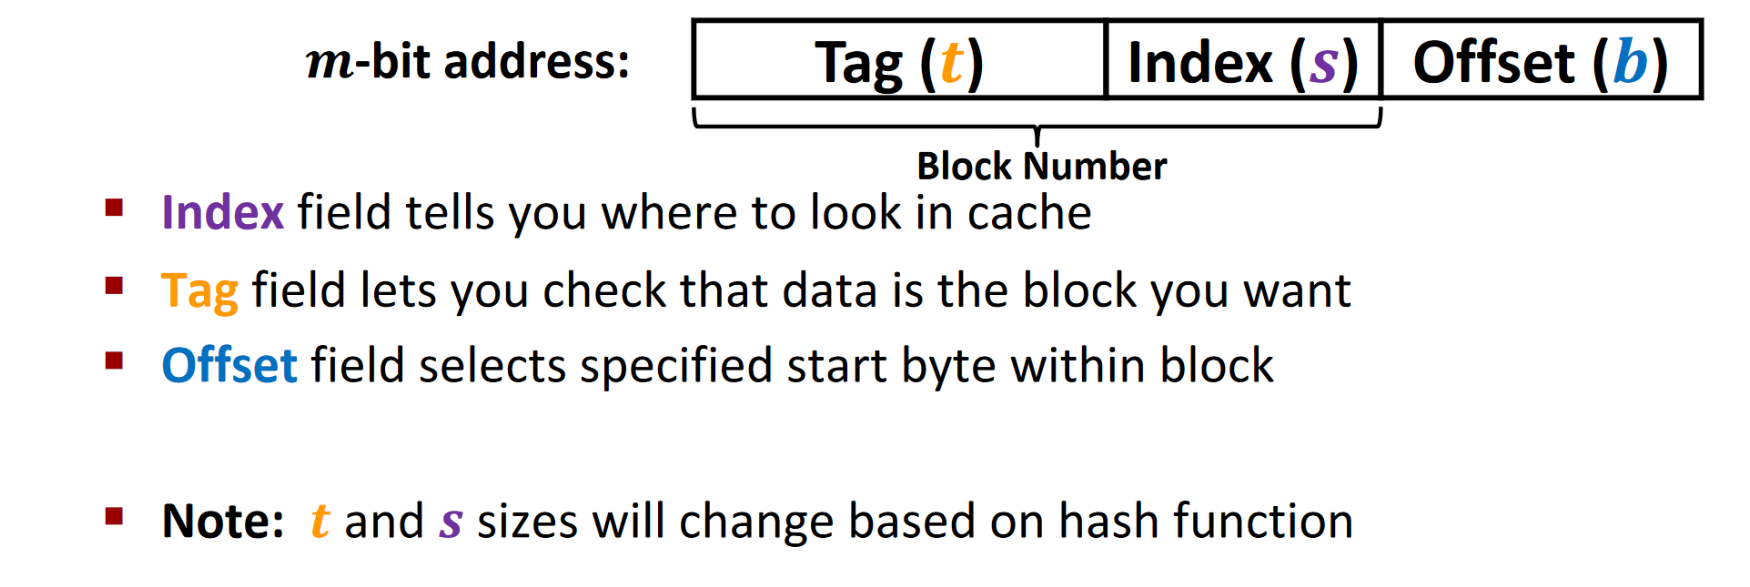 m-bit address: Tag (t) Index (s) Offset (b)
Block Number
▪ Index field tells you where to look in cache
▪ Tag field lets you check that data is the block you want
▪ Offset field selects specified start byte within block
▪ Note: t and s sizes will change based on hash function